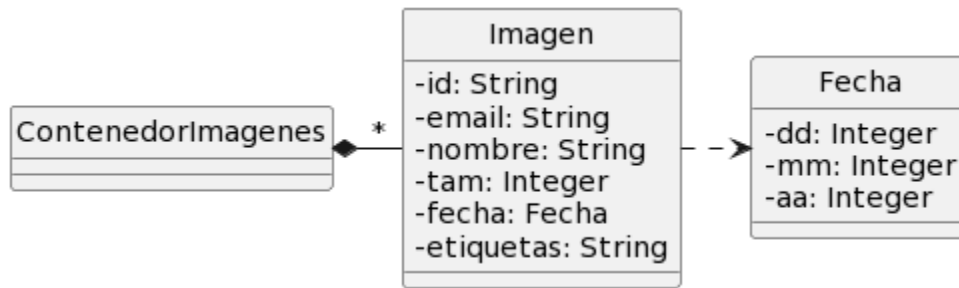 ContenedorImagenes
*
Imagen
-id: String
-email: String
-nombre: String
-tam: Integer
-fecha: Fecha
-etiquetas: String
Fecha
-dd: Integer
-mm: Integer
-aa: Integer